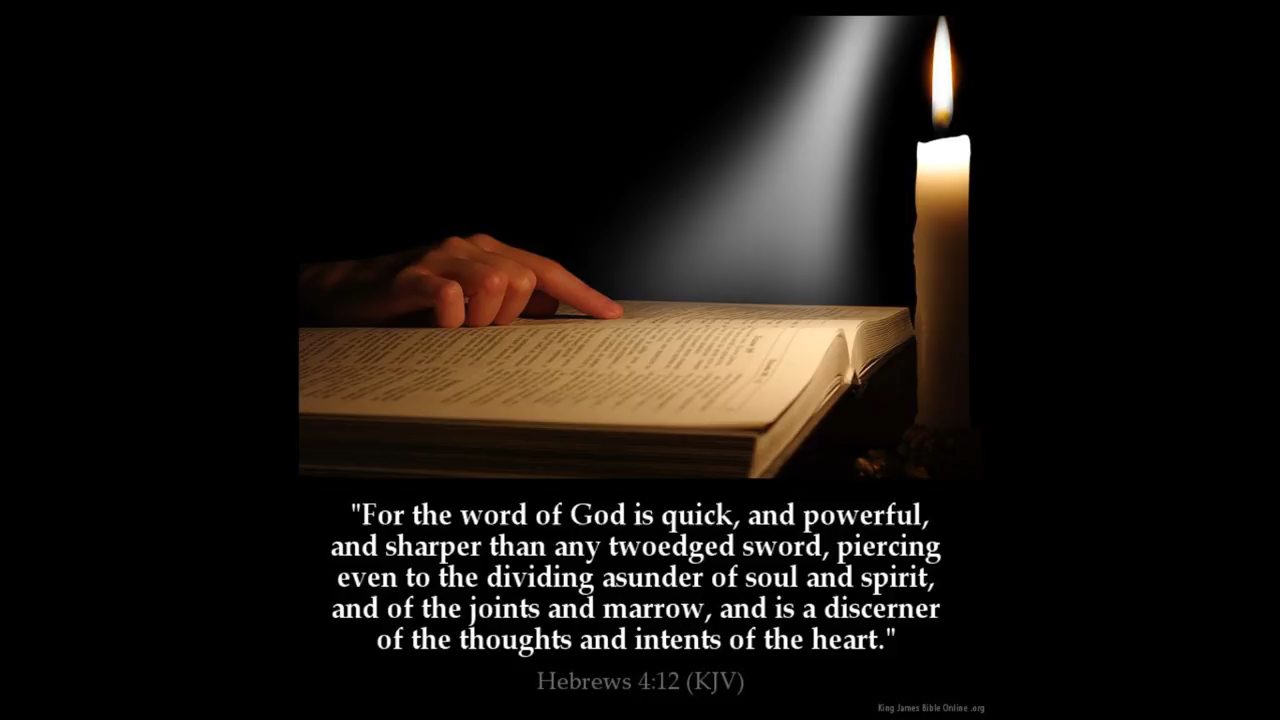 "For the word of God is quick, and powerful,
and sharper than any twoedged sword, piercing
even to the dividing asunder of soul and spirit,
and of the joints and marrow, and is a discerner
of the thoughts and intents of the heart."
Hebrews 4:12 (KJV)
King James Bible Online .org